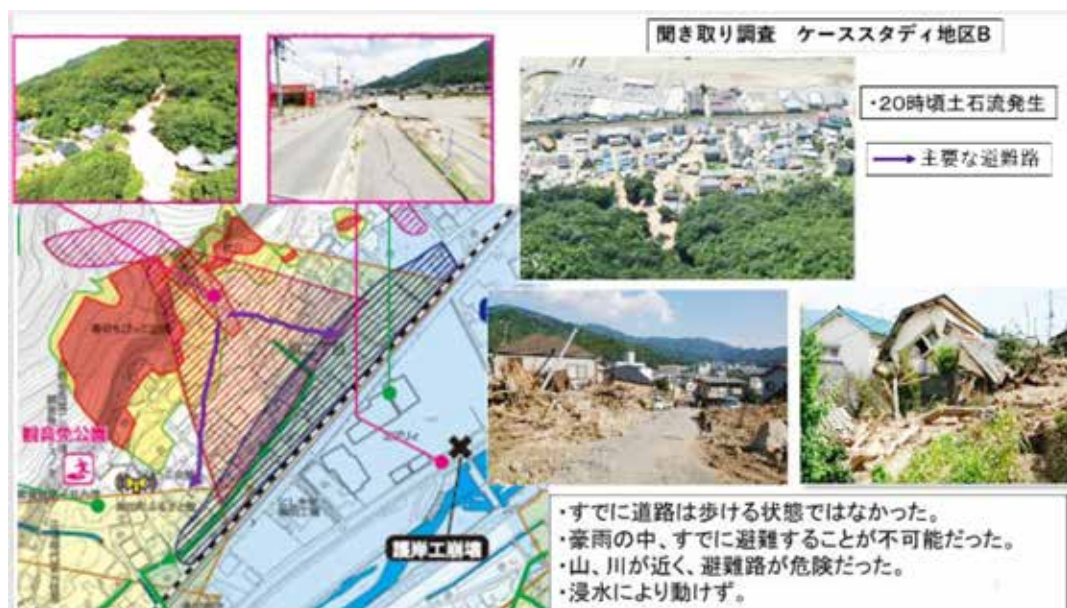 聞き取り調査　ケーススタディ地区B
・20時頃土石流発生
主要な避難路
観音免公園
護岸工崩壊
・すでに道路は歩ける状態ではなかった。
・豪雨の中、すでに避難することが不可能だった。
・山、川が近く、避難路が危険だった。
・浸水により動けず。